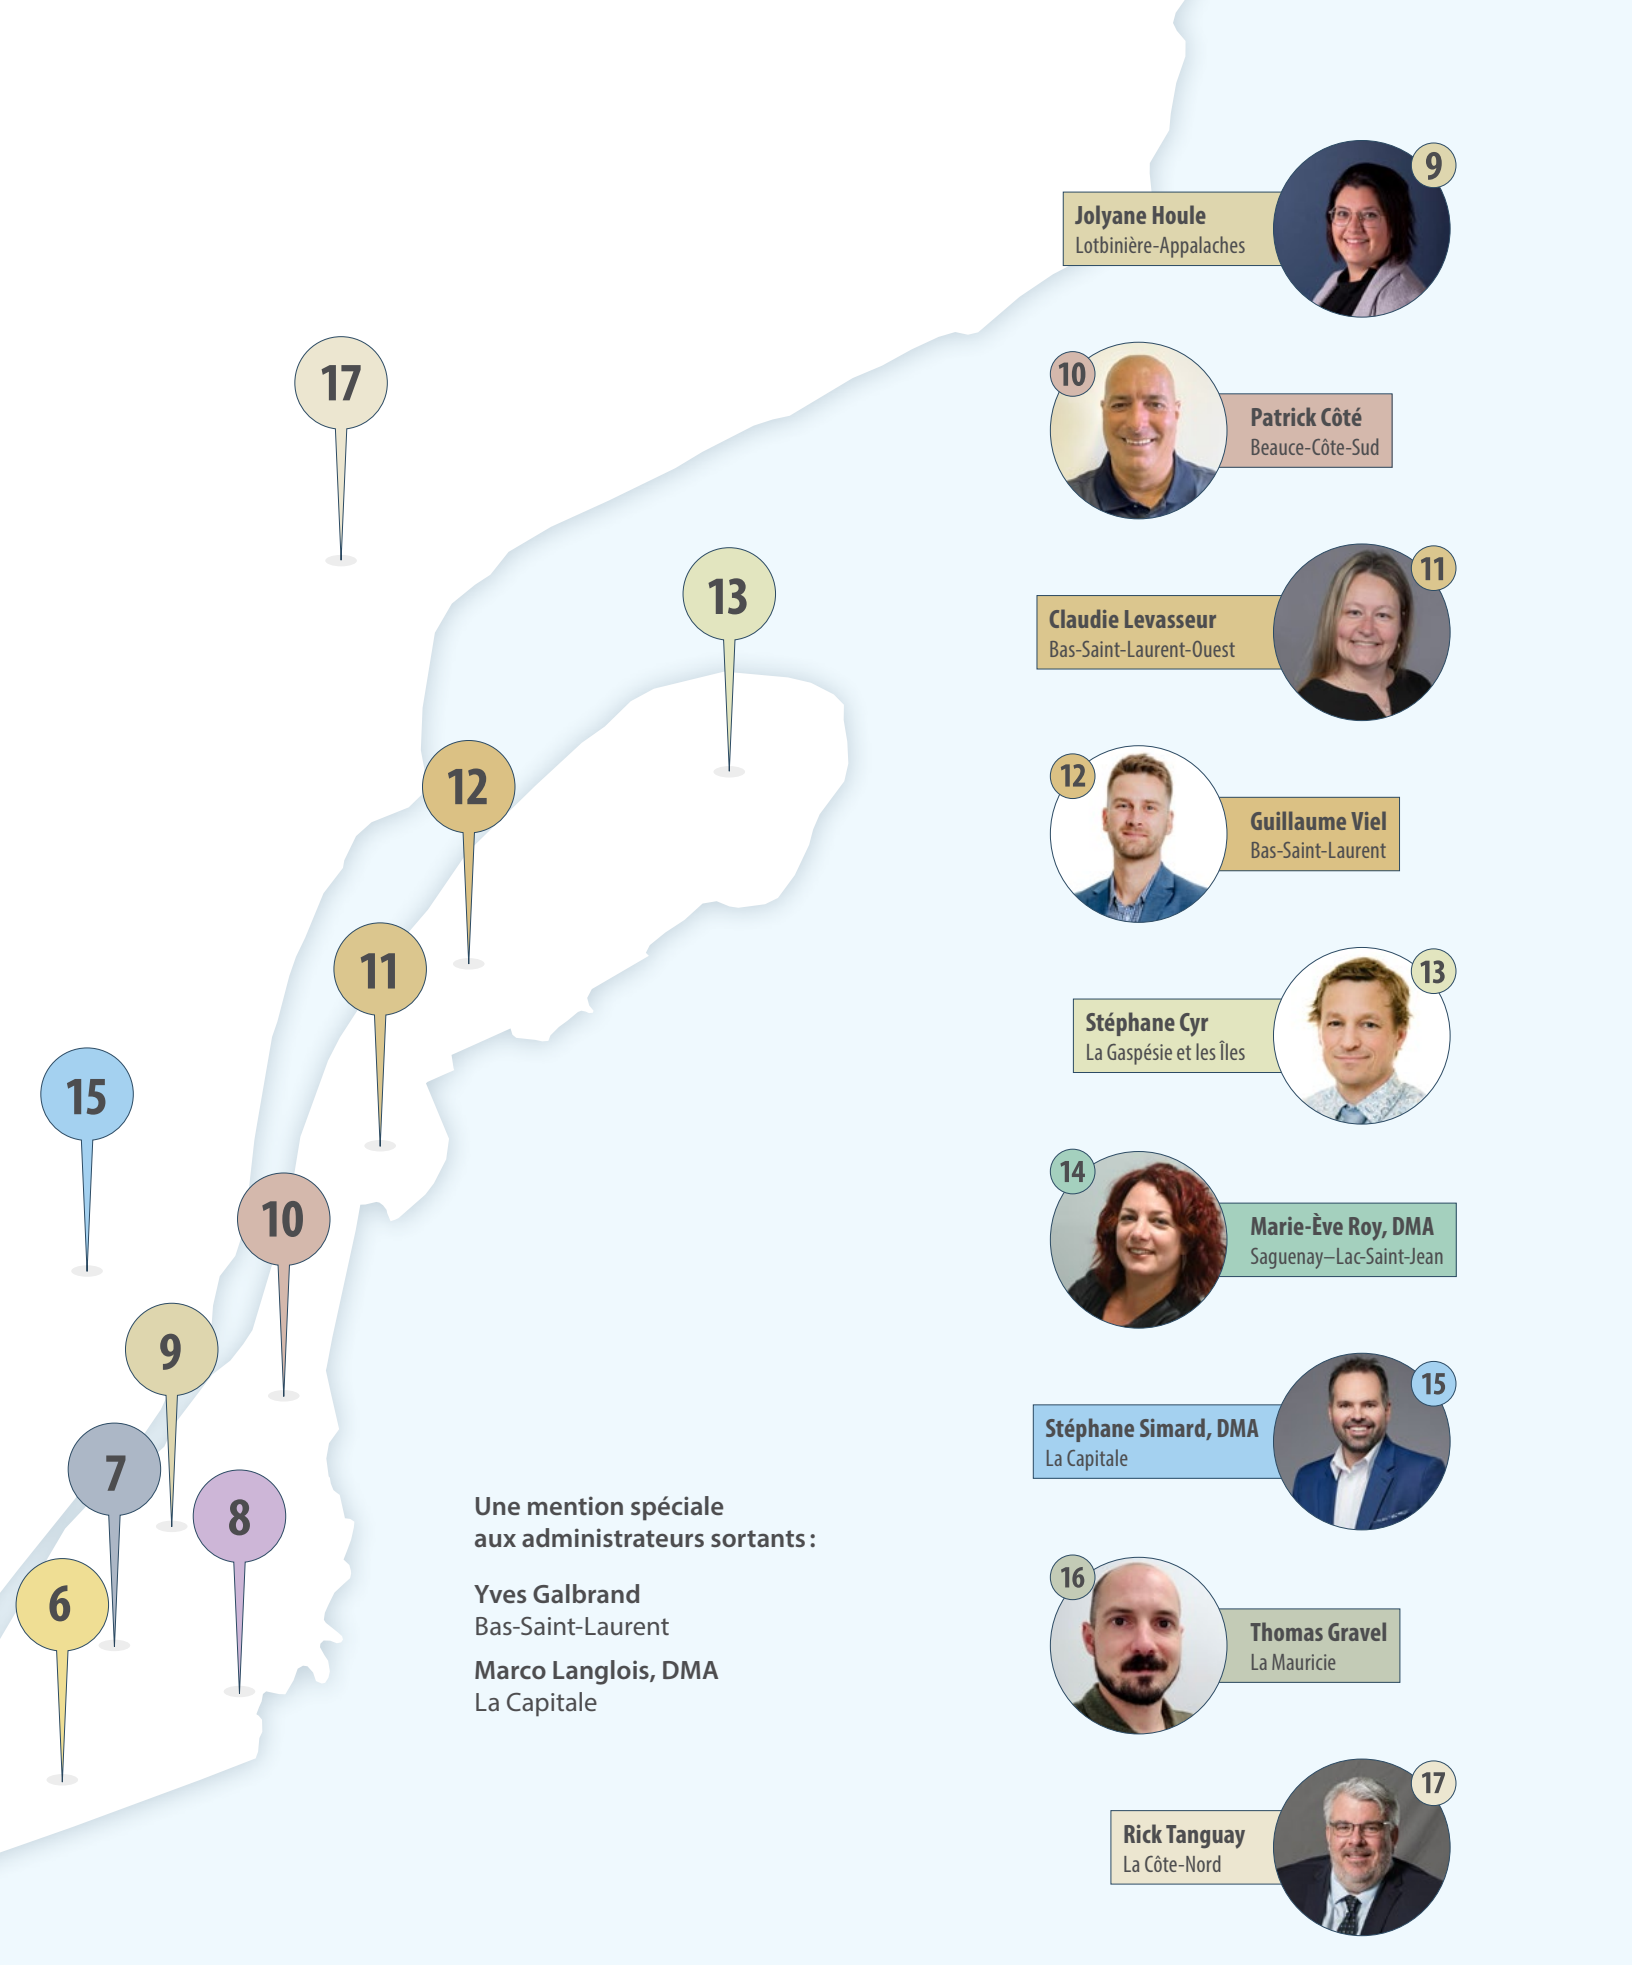 17
13
12
11
15
10
9
7
8
6
Une mention spéciale
aux administrateurs sortants :
Yves Galbrand
Bas-Saint-Laurent
Marco Langlois, DMA
La Capitale
9
Jolyane Houle
Lotbinière-Appalaches
10
Patrick Côté
Beauce-Côte-Sud
11
Claudie Levasseur
Bas-Saint-Laurent-Ouest
12
Guillaume Viel
Bas-Saint-Laurent
13
Stéphane Cyr
La Gaspésie et les Îles
14
Marie-Ève Roy, DMA
Saguenay–Lac-Saint-Jean
15
Stéphane Simard, DMA
La Capitale
16
Thomas Gravel
La Mauricie
17
Rick Tanguay
La Côte-Nord